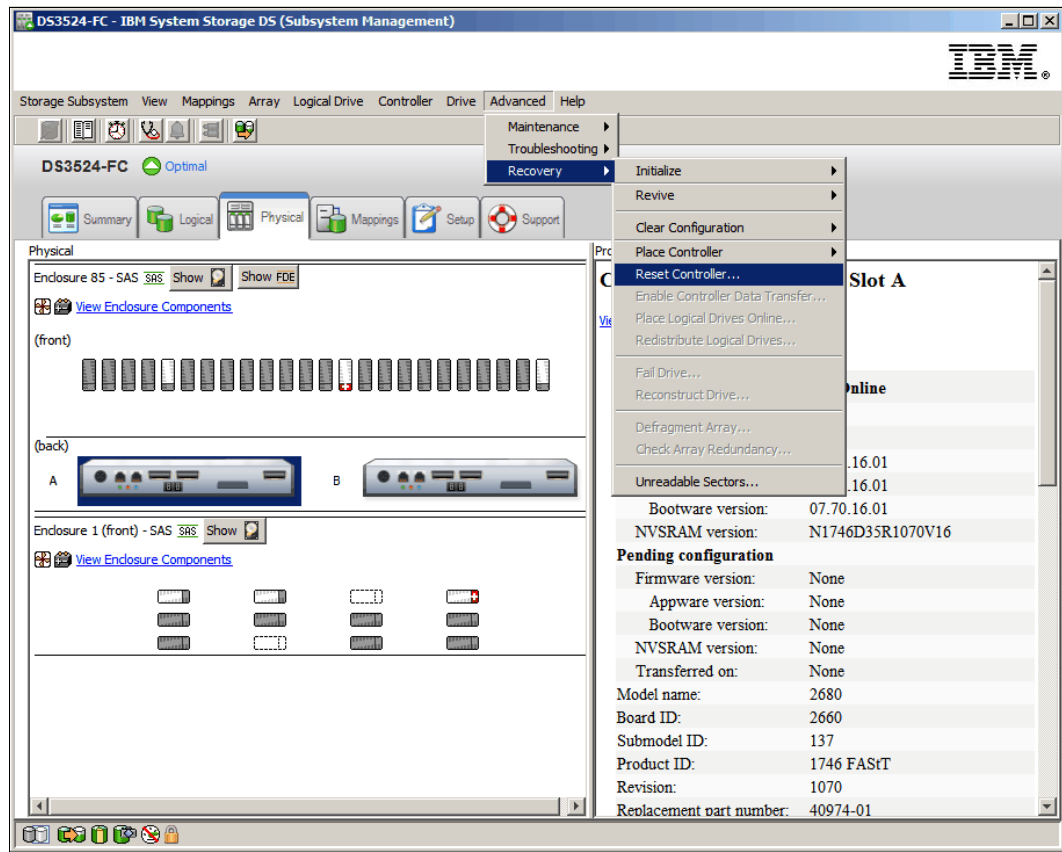 DS3524-FC - IBM System Storage DS (Subsystem Management)
IBM
Storage Subsystem View Mappings Array Logical Drive Controller Drive Advanced Help
Maintenance
Troubleshooting
Recovery
Initialize
Revive
Clear Configuration
Place Controller
Reset Controller...
Enable Controller Data Transfer...
Place Logical Drives Online...
Redistribute Logical Drives...
Fail Drive...
Reconstruct Drive...
Defragment Array...
Check Array Redundancy...
Unreadable Sectors...
DS3524-FC Optimal
Summary Logical Physical Mappings Setup Support
Physical
Enclosure 85 - SAS SAS Show Show FDE
View Enclosure Components
(front)
(back)
A B
Enclosure 1 (front) - SAS SAS Show
View Enclosure Components
Slot A
.16.01
.16.01
Bootware version: 07.70.16.01
NVSRAM version: N1746D35R1070V16
Pending configuration
Firmware version: None
Appware version: None
Bootware version: None
NVSRAM version: None
Transferred on: None
Model name: 2680
Board ID: 2660
Submodel ID: 137
Product ID: 1746 FAStT
Revision: 1070
Replacement part number: 40974-01